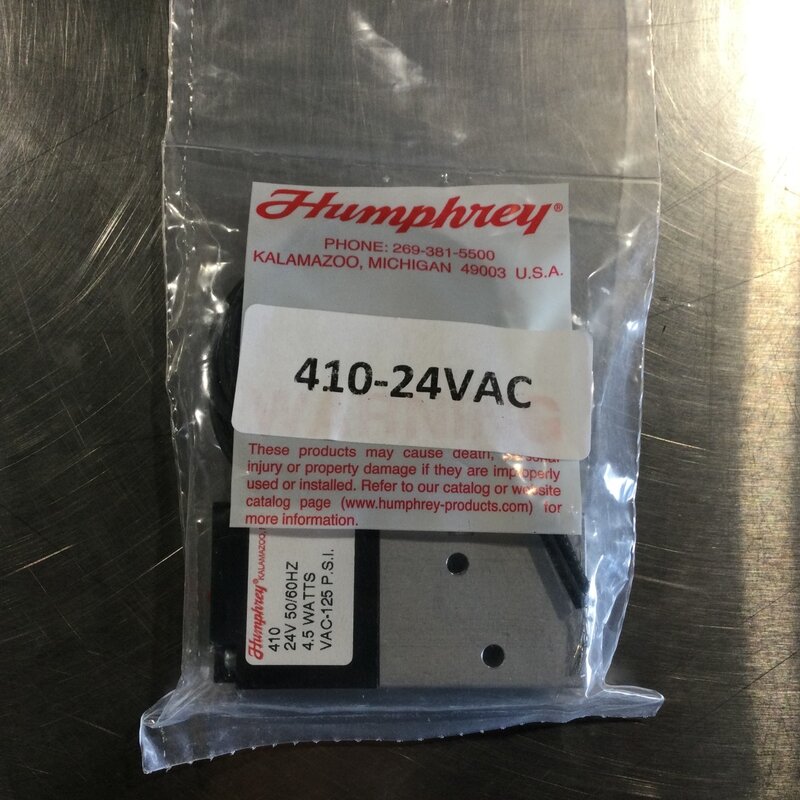 Humphrey®
PHONE: 269-381-5500
KALAMAZOO, MICHIGAN 49003 U.S.A.
410-24VAC
These products may cause death, personal
injury or property damage if they are improperly
used or installed. Refer to our catalog or website
catalog page (www.humphrey-products.com) for
more information.
Humphrey
KALAMAZOO,
410
24V 50/60HZ
4.5 WATTS
VAC-125 P.S.I.